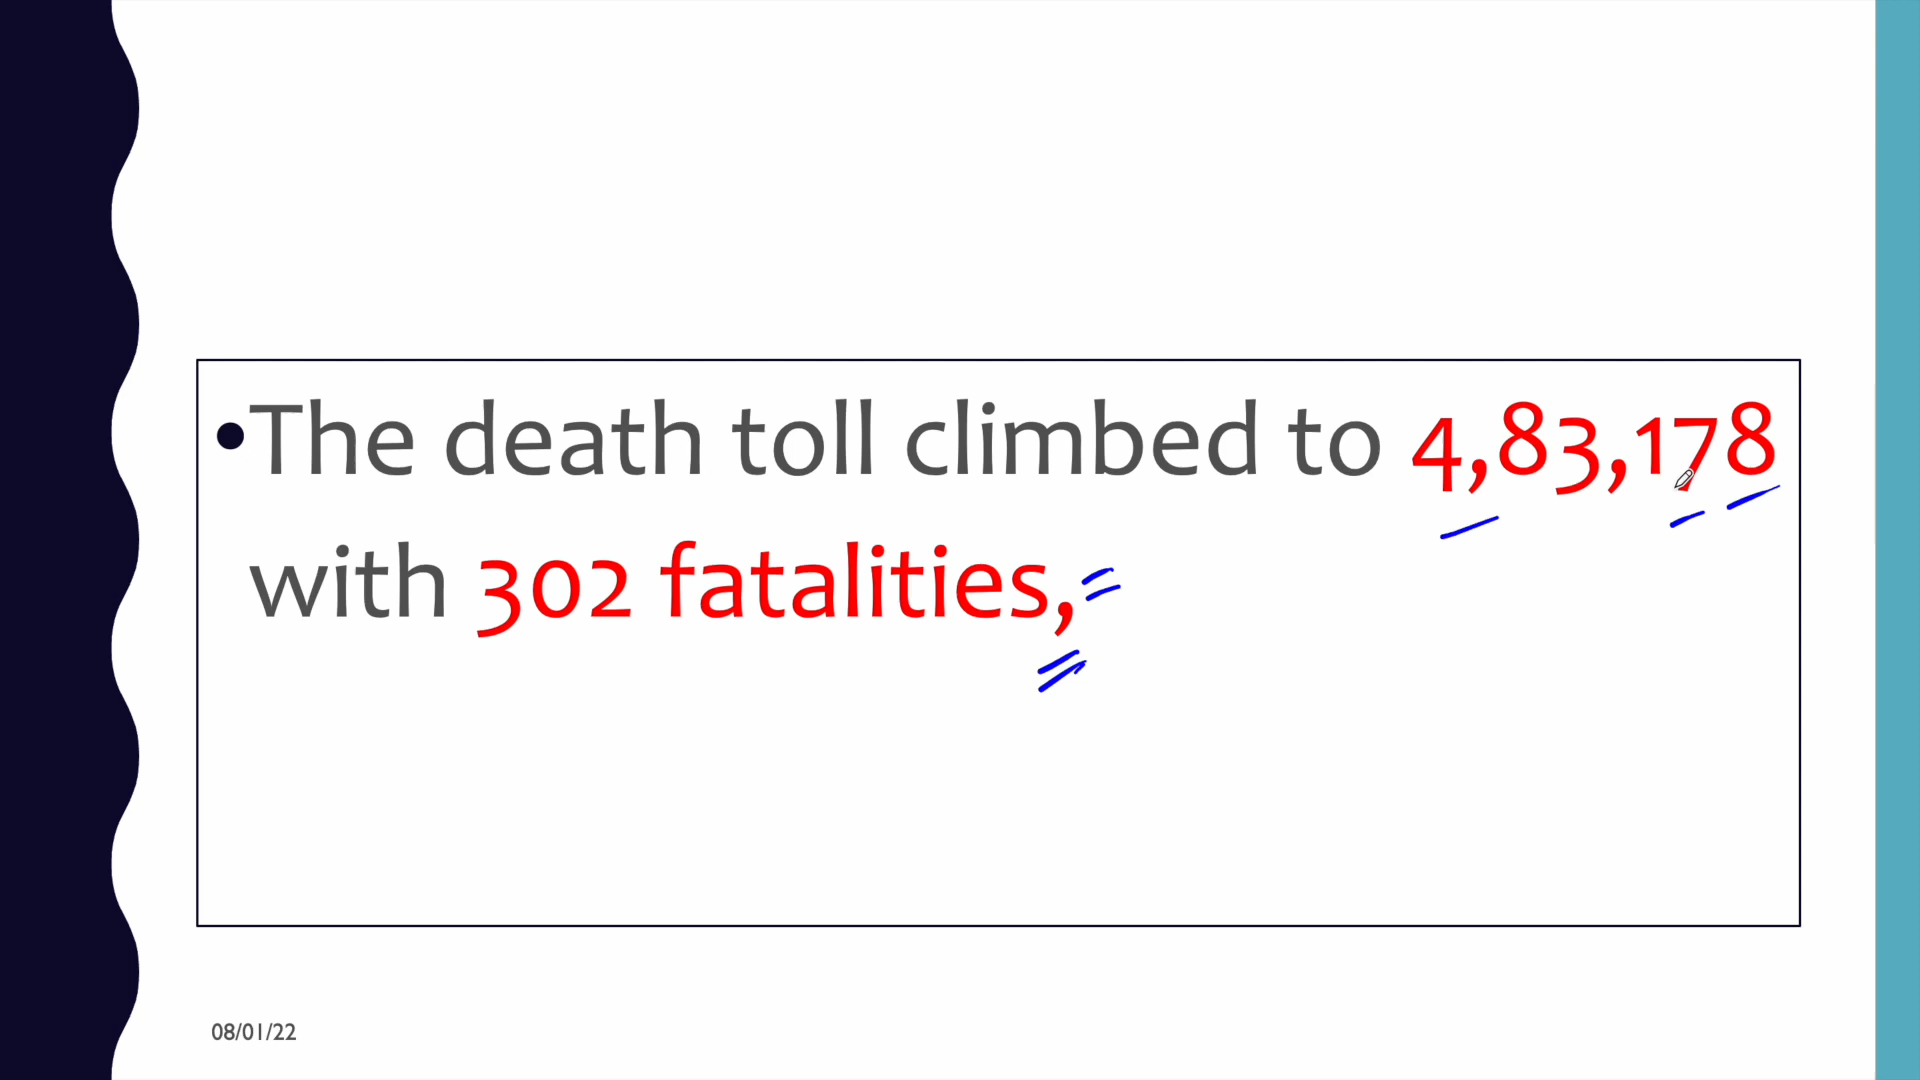 •The death toll climbed to 4,83,178
with 302 fatalities,
08/01/22